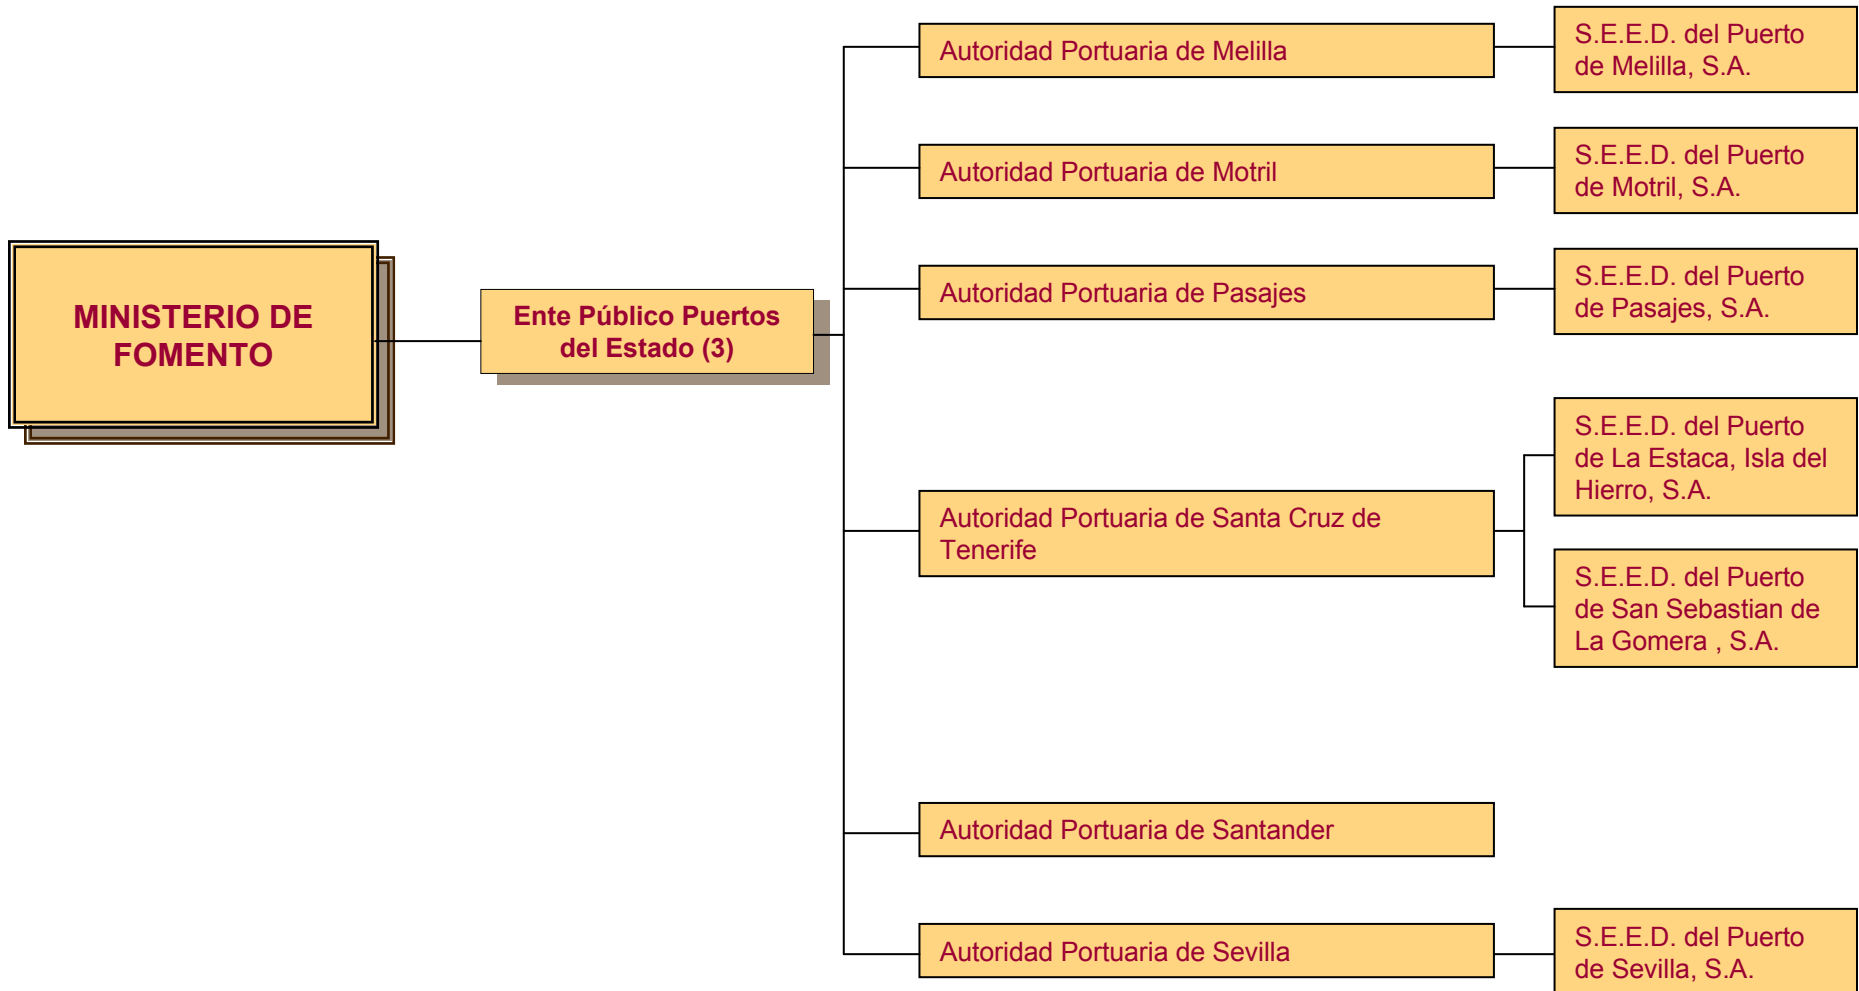 MINISTERIO DE
FOMENTO
Ente Público Puertos
del Estado (3)
Autoridad Portuaria de Melilla
S.E.E.D. del Puerto
de Melilla, S.A.
Autoridad Portuaria de Motril
S.E.E.D. del Puerto
de Motril, S.A.
Autoridad Portuaria de Pasajes
S.E.E.D. del Puerto
de Pasajes, S.A.
Autoridad Portuaria de Santa Cruz de
Tenerife
S.E.E.D. del Puerto
de La Estaca, Isla del
Hierro, S.A.
S.E.E.D. del Puerto
de San Sebastian de
La Gomera , S.A.
Autoridad Portuaria de Santander
Autoridad Portuaria de Sevilla
S.E.E.D. del Puerto
de Sevilla, S.A.